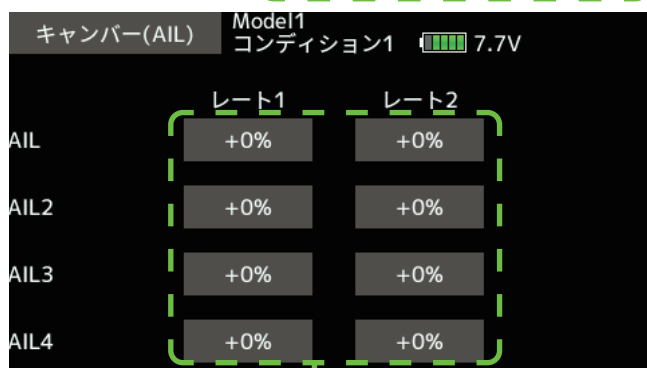 キャンバー(AIL)
Model1
コンディション1 7.7V
レート1 レート2
AIL +0% +0%
AIL2 +0% +0%
AIL3 +0% +0%
AIL4 +0% +0%